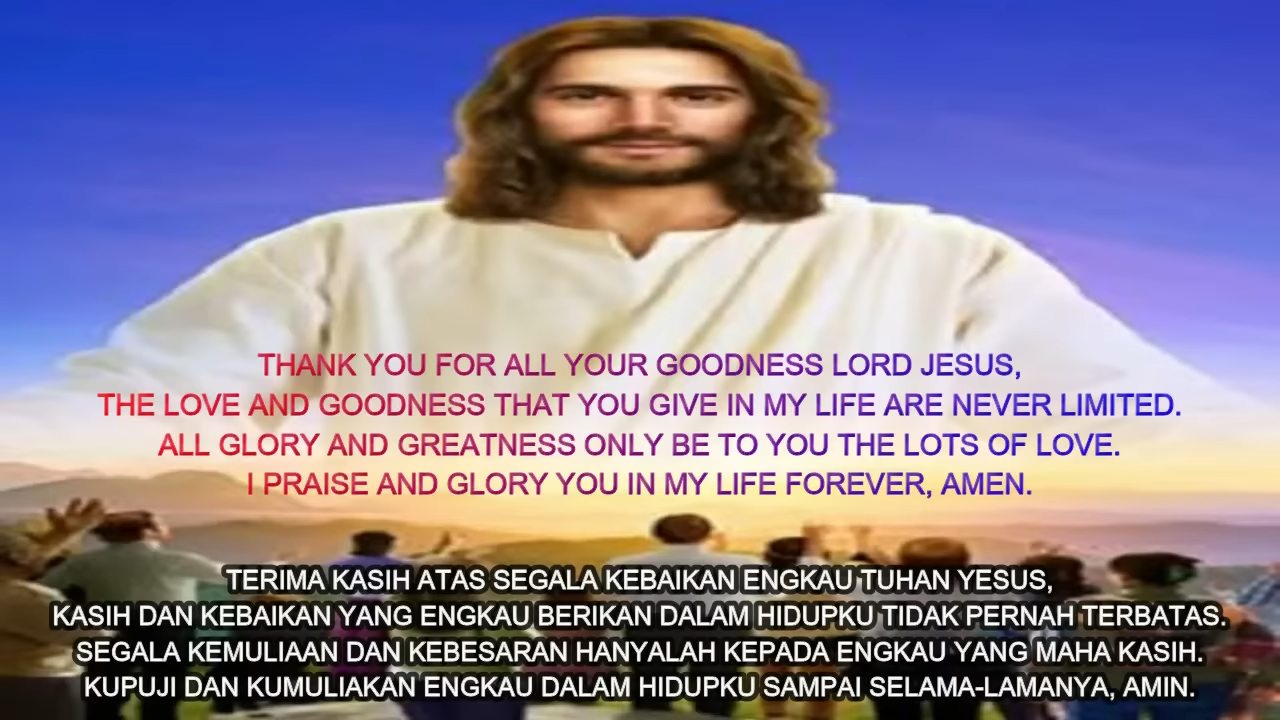 THANK YOU FOR ALL YOUR GOODNESS LORD JESUS,
THE LOVE AND GOODNESS THAT YOU GIVE IN MY LIFE ARE NEVER LIMITED.
ALL GLORY AND GREATNESS ONLY BE TO YOU THE LOTS OF LOVE.
I PRAISE AND GLORY YOU IN MY LIFE FOREVER, AMEN.
TERIMA KASIH ATAS SEGALA KEBAIKAN ENGKAU TUHAN YESUS,
KASIH DAN KEBAIKAN YANG ENGKAU BERIKAN DALAM HIDUPKU TIDAK PERNAH TERBATAS.
SEGALA KEMULIAAN DAN KEBESARAN HANYALAH KEPADA ENGKAU YANG MAHA KASIH.
KUPUJI DAN KUMULIAKAN ENGKAU DALAM HIDUPKU SAMPAI SELAMA-LAMANYA, AMIN.